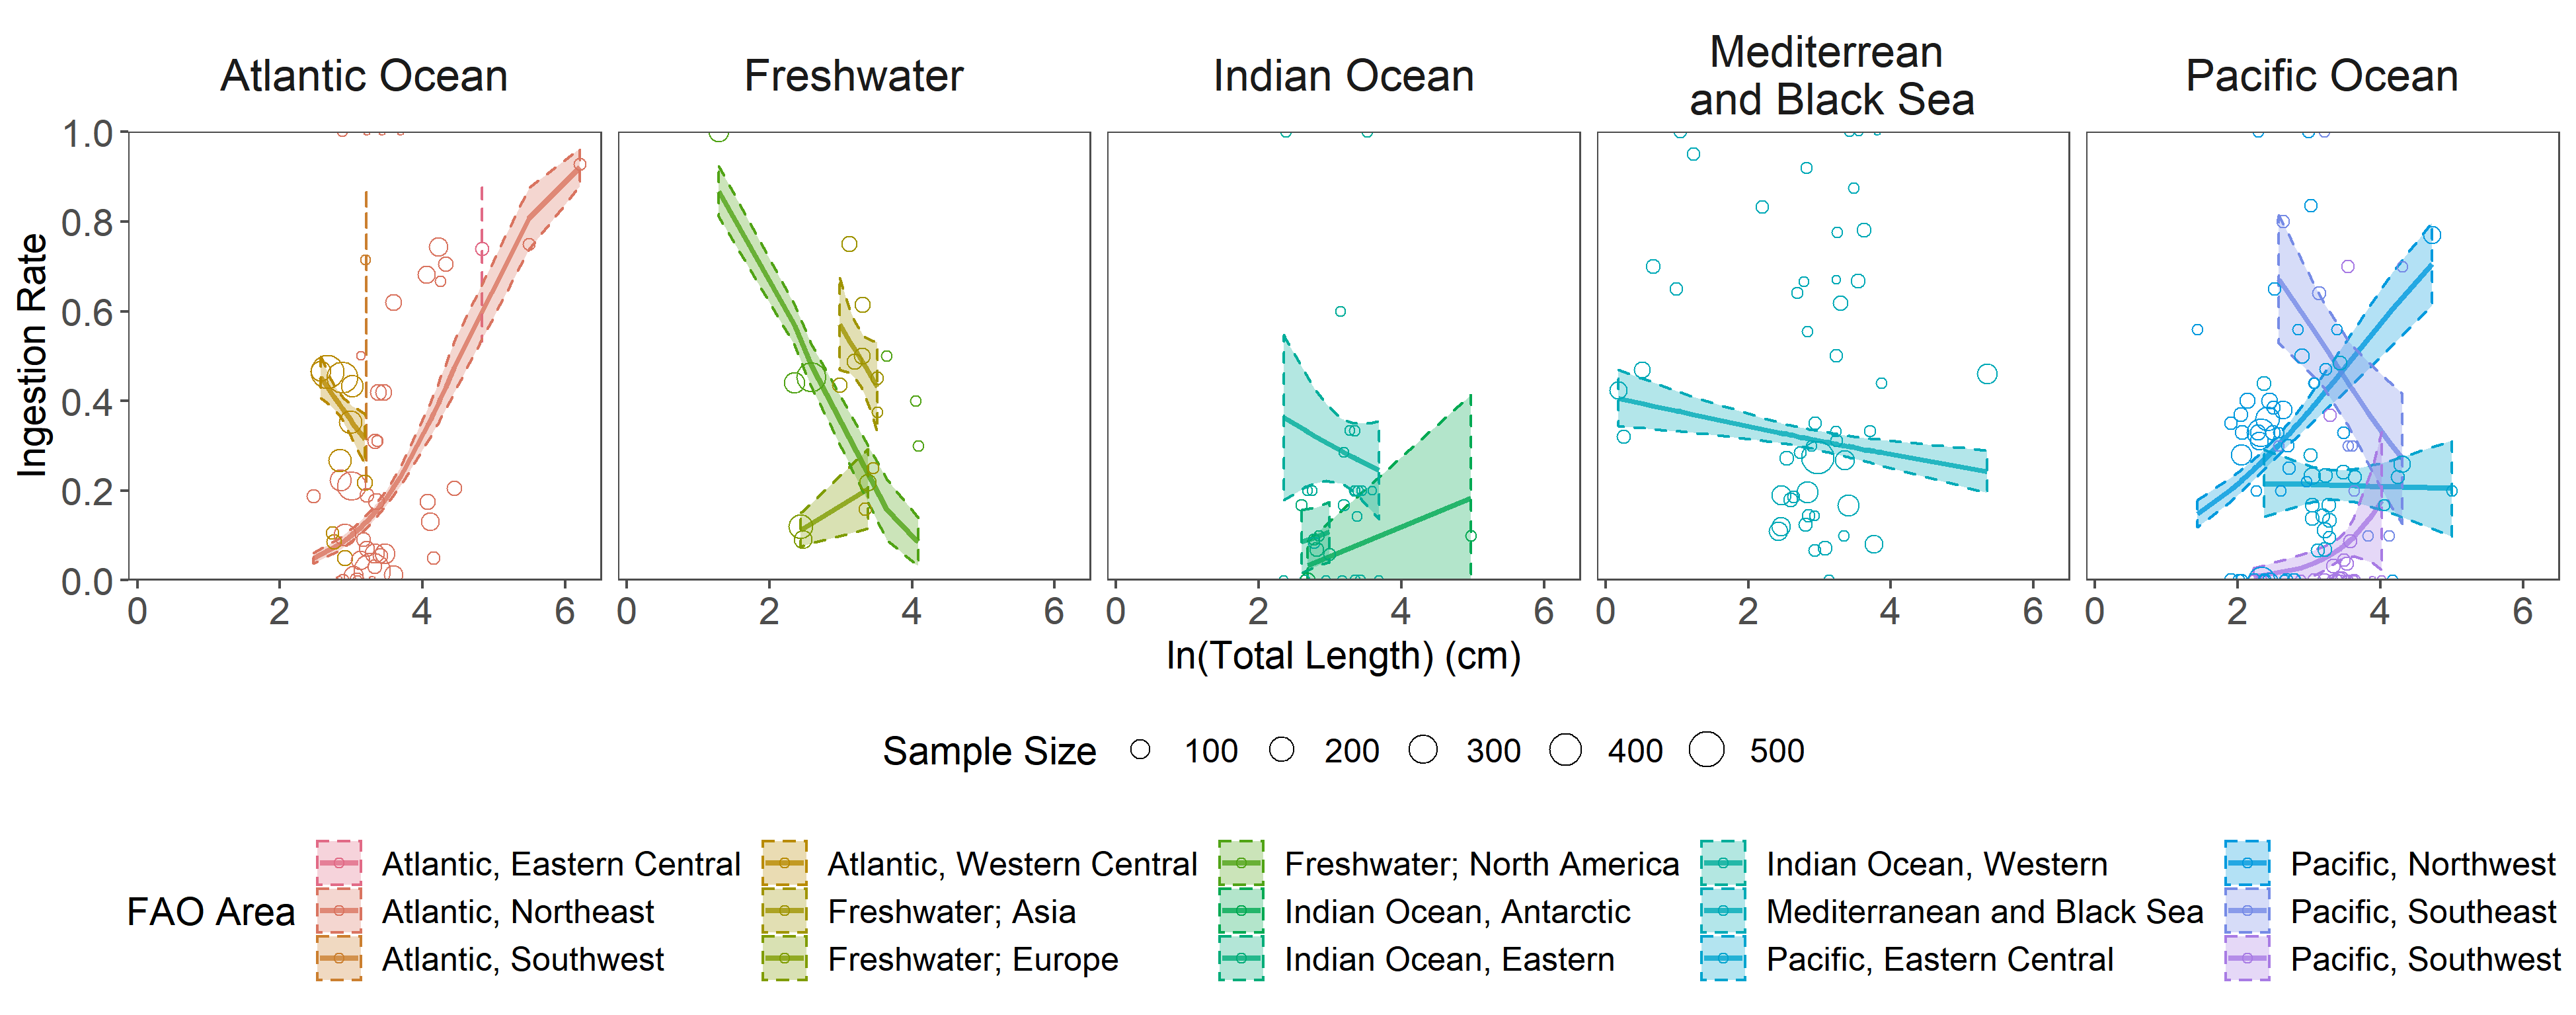 Atlantic Ocean
Freshwater
Indian Ocean
Mediterrean
and Black Sea
Pacific Ocean
Ingestion Rate
1.0
0.8
0.6
0.4
0.2
0.0
0 2 4 6
0 2 4 6
0 2 4 6
0 2 4 6
0 2 4 6
ln(Total Length) (cm)
Sample Size 100 200 300 400 500
FAO Area
Atlantic, Eastern Central
Atlantic, Northeast
Atlantic, Southwest
Atlantic, Western Central
Freshwater; Asia
Freshwater; Europe
Freshwater; North America
Indian Ocean, Antarctic
Indian Ocean, Eastern
Indian Ocean, Western
Mediterranean and Black Sea
Pacific, Eastern Central
Pacific, Northwest
Pacific, Southeast
Pacific, Southwest